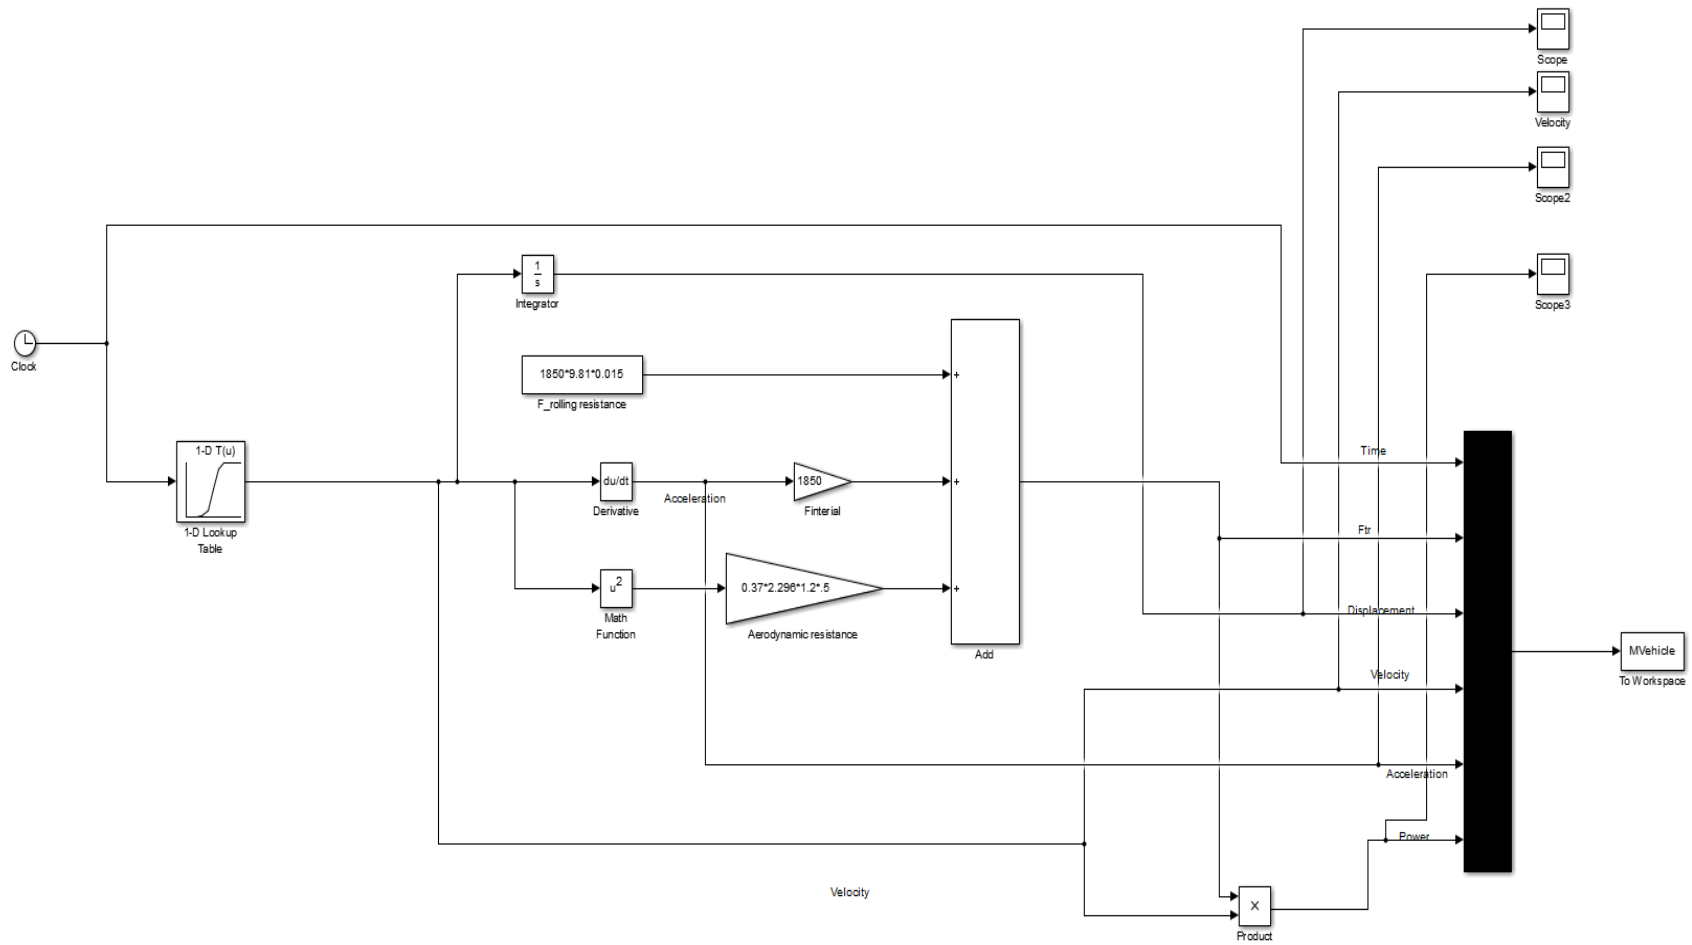 Scope
Velocity
Scope2
1
s
Integrator
Scope3
Clock
1850*9.81*0.015
+
F_rolling resistance
1-D T(u)
Time
1850
+
du/dt
Acceleration
Derivative
Finterial
1-D Lookup
Table
Ftr
u2
0.37*2.296*1.2*.5
+
Math
Function
Aerodynamic resistance
Add
Displacement
MVehicle
To Workspace
Velocity
Acceleration
Power
Velocity
×
Product